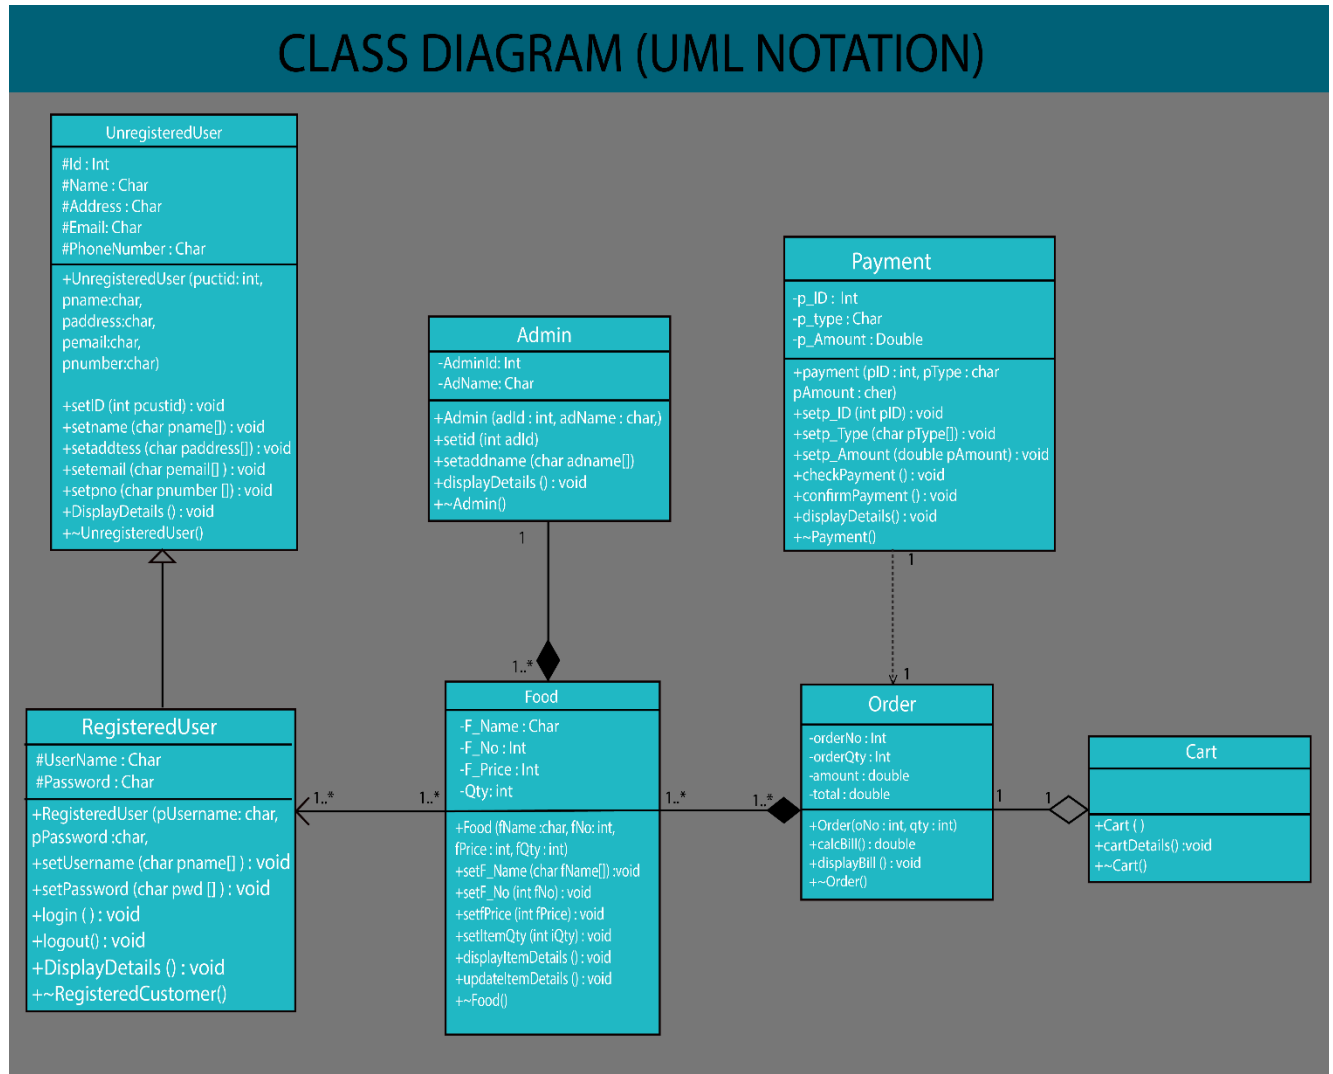 CLASS DIAGRAM (UML NOTATION)
UnregisteredUser
#Id : Int
#Name : Char
#Address : Char
#Email: Char
#PhoneNumber : Char
+UnregisteredUser (puctid: int,
pname:char,
paddress:char,
pemail:char,
pnumber:char)
+setID (int pcustid) : void
+setname (char pname[]) : void
+setaddtess (char paddress[]) : void
+setemail (char pemail[] ) : void
+setpno (char pnumber []) : void
+DisplayDetails () : void
+~UnregisteredUser()
Admin
-AdminId: Int
-AdName: Char
+Admin (adId : int, adName : char,)
+setid (int adId)
+setaddname (char adname[])
+displayDetails () : void
+~Admin()
1
1..*
Payment
-p_ID : Int
-p_type : Char
-p_Amount : Double
+payment (pID : int, pType : char
pAmount : cher)
+setp_ID (int pID) : void
+setp_Type (char pType[]) : void
+setp_Amount (double pAmount) : void
+checkPayment () : void
+confirmPayment () : void
+displayDetails() : void
+~Payment()
1
1
RegisteredUser
#UserName : Char
#Password : Char
+RegisteredUser (pUsername: char,
pPassword :char,
+setUsername (char pname[] ) : void
+setPassword (char pwd [] ) : void
+login ( ) : void
+logout() : void
+DisplayDetails () : void
+~RegisteredCustomer()
1..*
1..*
Food
-F_Name : Char
-F_No : Int
-F_Price : Int
-Qty: int
+Food (fName :char, fNo: int,
fPrice : int, fQty : int)
+setF_Name (char fName[]) :void
+setF_No (int fNo) : void
+setfPrice (int fPrice) : void
+setItemQty (int iQty) : void
+displayItemDetails () : void
+updateItemDetails () : void
+~Food()
1..*
1..*
Order
-orderNo : Int
-orderQty : Int
-amount : double
-total : double
+Order(oNo : int, qty : int)
+calcBill() : double
+displayBill () : void
+~Order()
1
1
Cart
+Cart ( )
+cartDetails() :void
+~Cart()